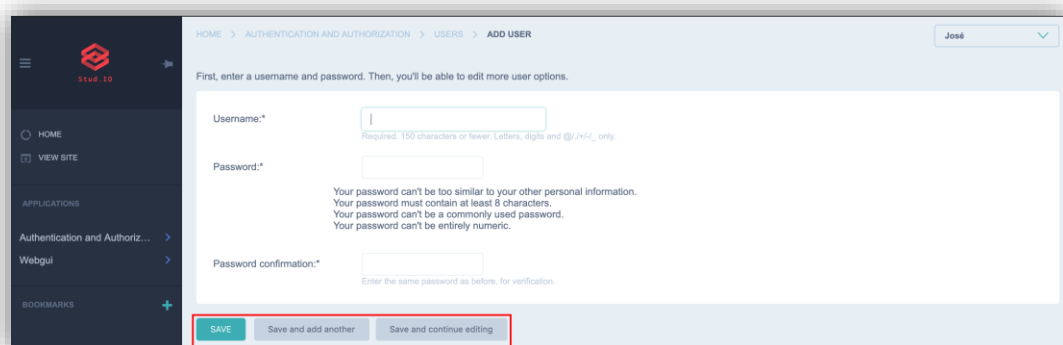 Stud.IO
HOME
VIEW SITE
APPLICATIONS
Authentication and Authoriz...
Webgui
BOOKMARKS
HOME > AUTHENTICATION AND AUTHORIZATION > USERS > ADD USER
José
First, enter a username and password. Then, you'll be able to edit more user options.
Username:*
Required. 150 characters or fewer. Letters, digits and @/./+/-/_ only.
Password:*
Your password can't be too similar to your other personal information.
Your password must contain at least 8 characters.
Your password can't be a commonly used password.
Your password can't be entirely numeric.
Password confirmation:*
Enter the same password as before, for verification.
SAVE Save and add another Save and continue editing